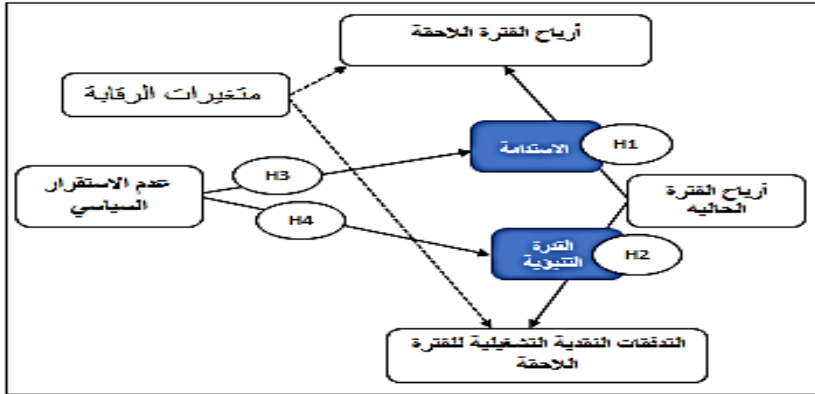 أرباح الفترة اللاحقة
متغيرات الرقابة
الاستدامة
H1
H3
عدم الاستقرار
السياسي
أرباح الفترة
الحاليه
H4
القدرة
التنبوية
H2
التدفقات النقدية التشغيلية للفترة
اللاحقة